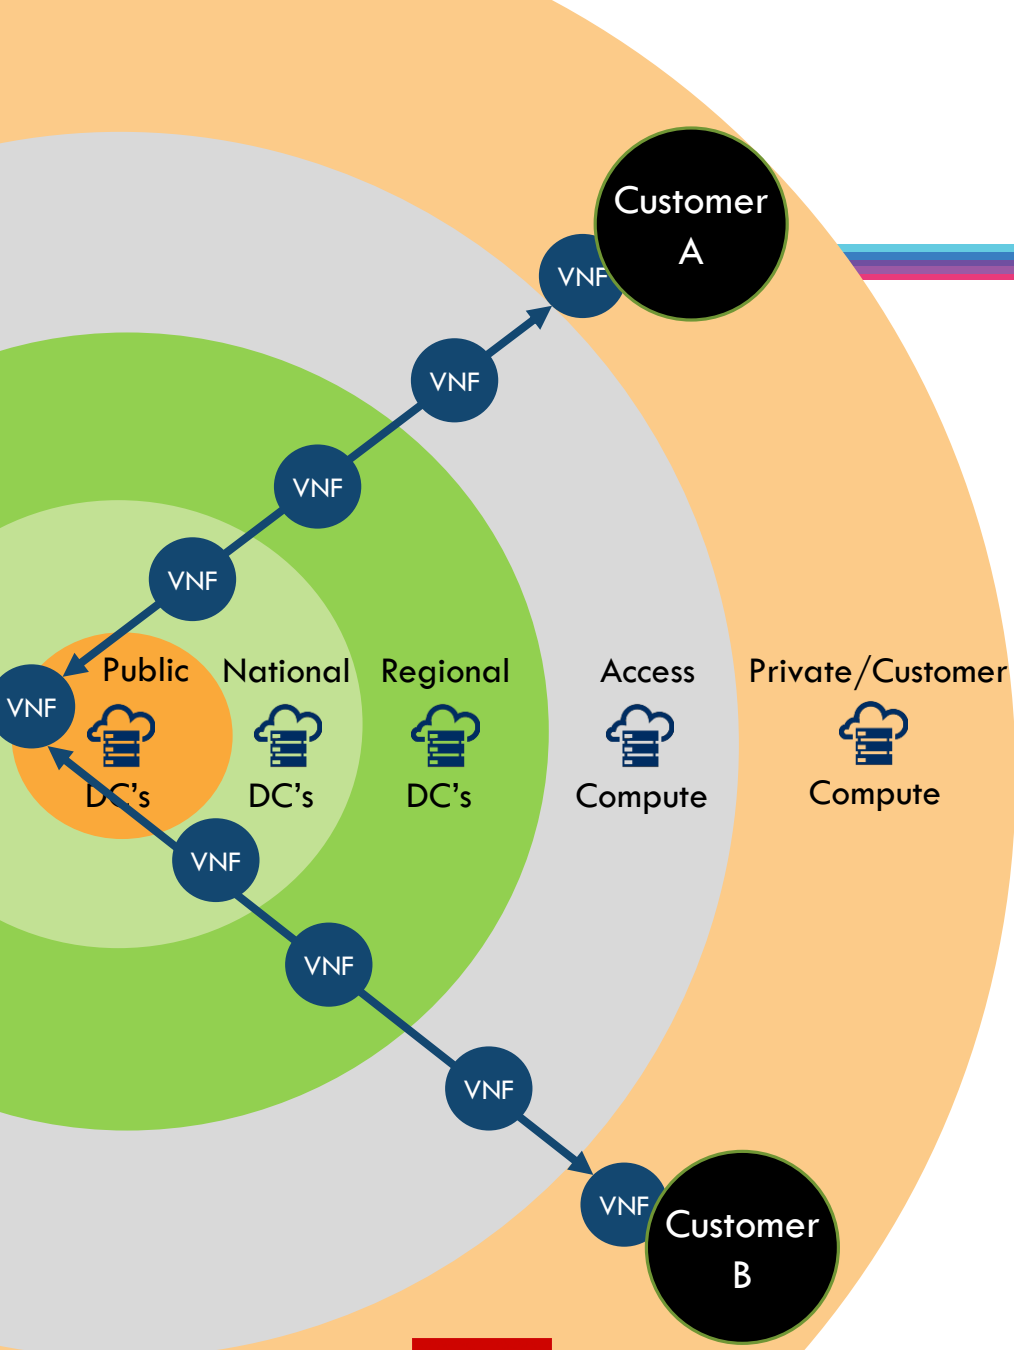 Customer
A
VNF
VNF
VNF
VNF
VNF
Public
DC's
National
DC's
Regional
DC's
Access
Compute
Private/Customer
Compute
VNF
VNF
VNF
VNF
Customer
B